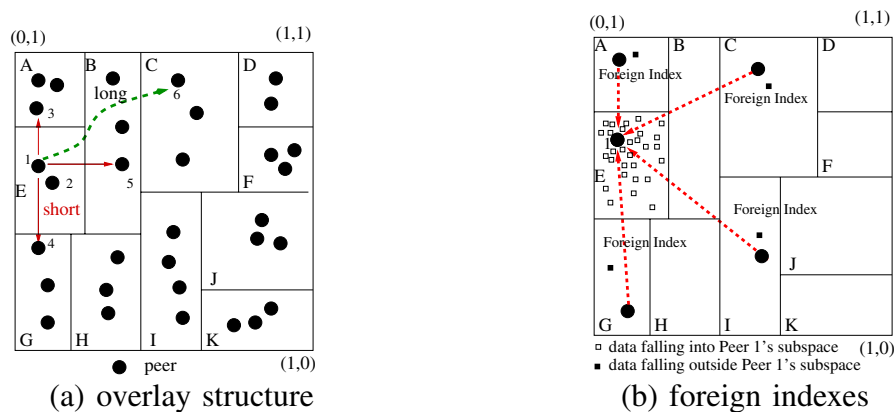 (0,1)
(1,1)
A
B
C
D
long
6
3
1
2
5
E
F
short
4
J
G
H
I
K
(1,0)
peer
(a) overlay structure
(0,1)
(1,1)
A
B
C
D
Foreign Index
Foreign Index
1
F
E
Foreign Index
Foreign Index
J
G
H
I
K
(1,0)
data falling into Peer 1's subspace
data falling outside Peer 1's subspace
(b) foreign indexes